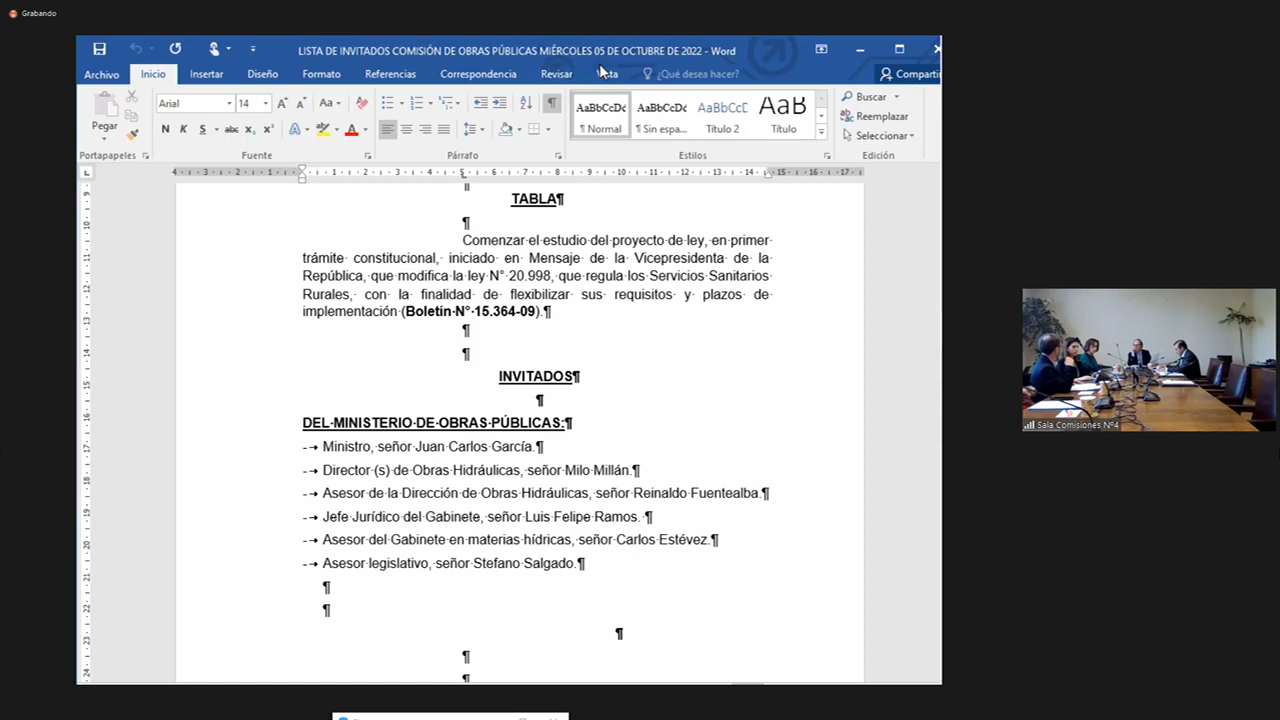 Grabando
LISTA DE INVITADOS COMISIÓN DE OBRAS PÚBLICAS MIÉRCOLES 05 DE OCTUBRE DE 2022 - Word
Archivo Inicio Insertar Diseño Formato Referencias Correspondencia Revisar Vista ¿Qué desea hacer? Compartir
Pegar
Arial 14
N K S abc x₂ x²
AaBbCcDc AaBbCcDc AaBbCcD AaB
¶ Normal ¶ Sin espa... Título 2 Título
Buscar
Reemplazar
Seleccionar
Portapapeles Fuente Párrafo Estilos Edición
TABLA¶
¶
Comenzar el estudio del proyecto de ley, en primer
trámite constitucional, iniciado en Mensaje de la Vicepresidenta de la
República, que modifica la ley N° 20.998, que regula los Servicios Sanitarios
Rurales, con la finalidad de flexibilizar sus requisitos y plazos de
implementación (Boletín N° 15.364-09).¶
¶
¶
INVITADOS¶
¶
DEL MINISTERIO DE OBRAS PÚBLICAS:¶
-→ Ministro, señor Juan Carlos García.¶
-→ Director (s) de Obras Hidráulicas, señor Milo Millán.¶
-→ Asesor de la Dirección de Obras Hidráulicas, señor Reinaldo Fuentealba.¶
-→ Jefe Jurídico del Gabinete, señor Luis Felipe Ramos. ¶
-→ Asesor del Gabinete en materias hídricas, señor Carlos Estévez.¶
-→ Asesor legislativo, señor Stefano Salgado.¶
¶
¶
¶
¶
¶
Sala Comisiones Nº4